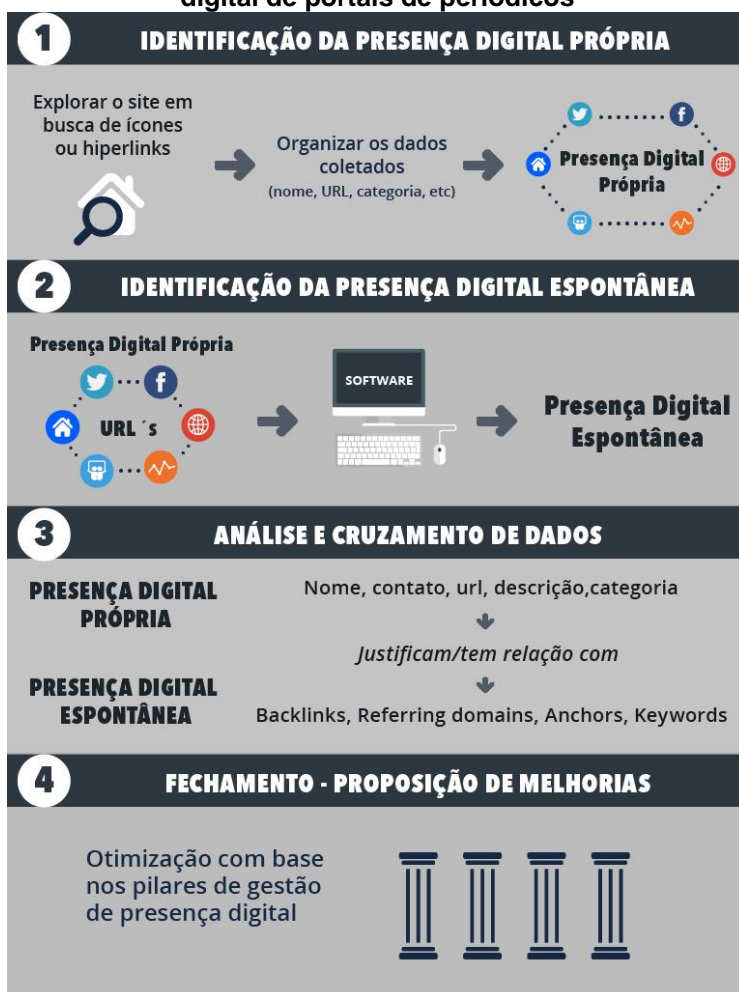 digital de portais de periódicos
1 IDENTIFICAÇÃO DA PRESENÇA DIGITAL PRÓPRIA
Explorar o site em
busca de ícones
ou hiperlinks
Organizar os dados
coletados
(nome, URL, categoria, etc)
Presença Digital
Própria
2 IDENTIFICAÇÃO DA PRESENÇA DIGITAL ESPONTÂNEA
Presença Digital Própria
URL´s
SOFTWARE
Presença Digital
Espontânea
3 ANÁLISE E CRUZAMENTO DE DADOS
PRESENÇA DIGITAL
PRÓPRIA
Nome, contato, url, descrição,categoria
Justificam/tem relação com
PRESENÇA DIGITAL
ESPONTÂNEA
Backlinks, Referring domains, Anchors, Keywords
4 FECHAMENTO - PROPOSIÇÃO DE MELHORIAS
Otimização com base
nos pilares de gestão
de presença digital